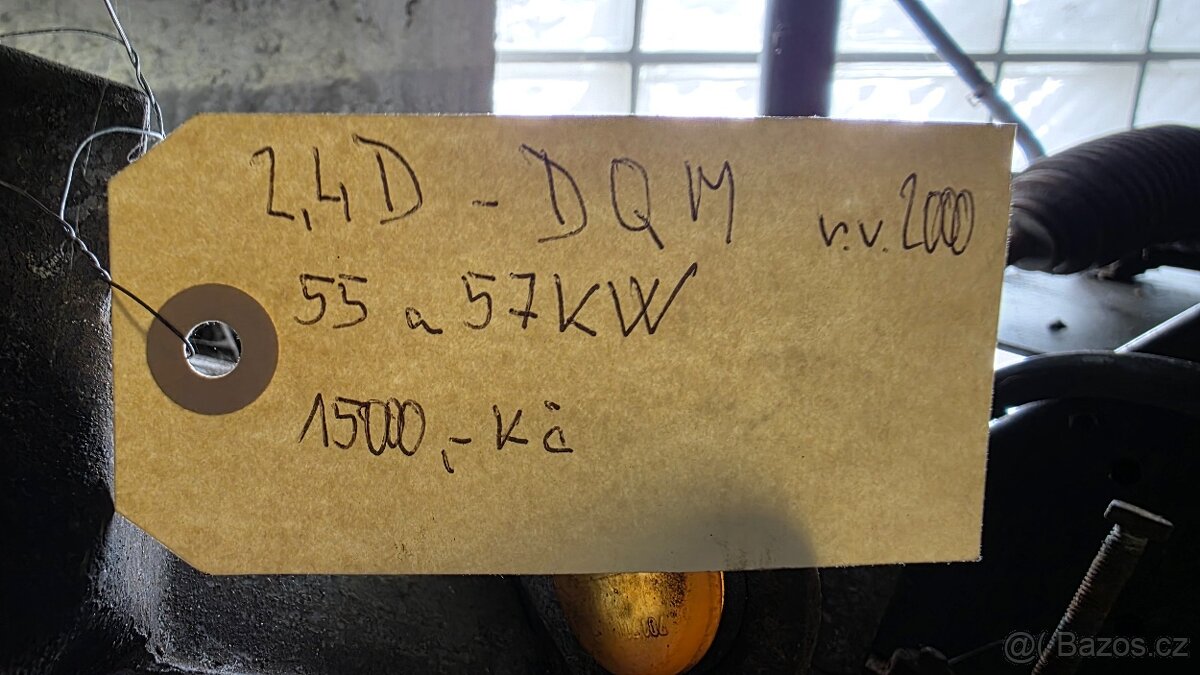 2,4D - DQM r.v. 2000
55 a 57KW
15000,- Kč
@( Bazos.cz